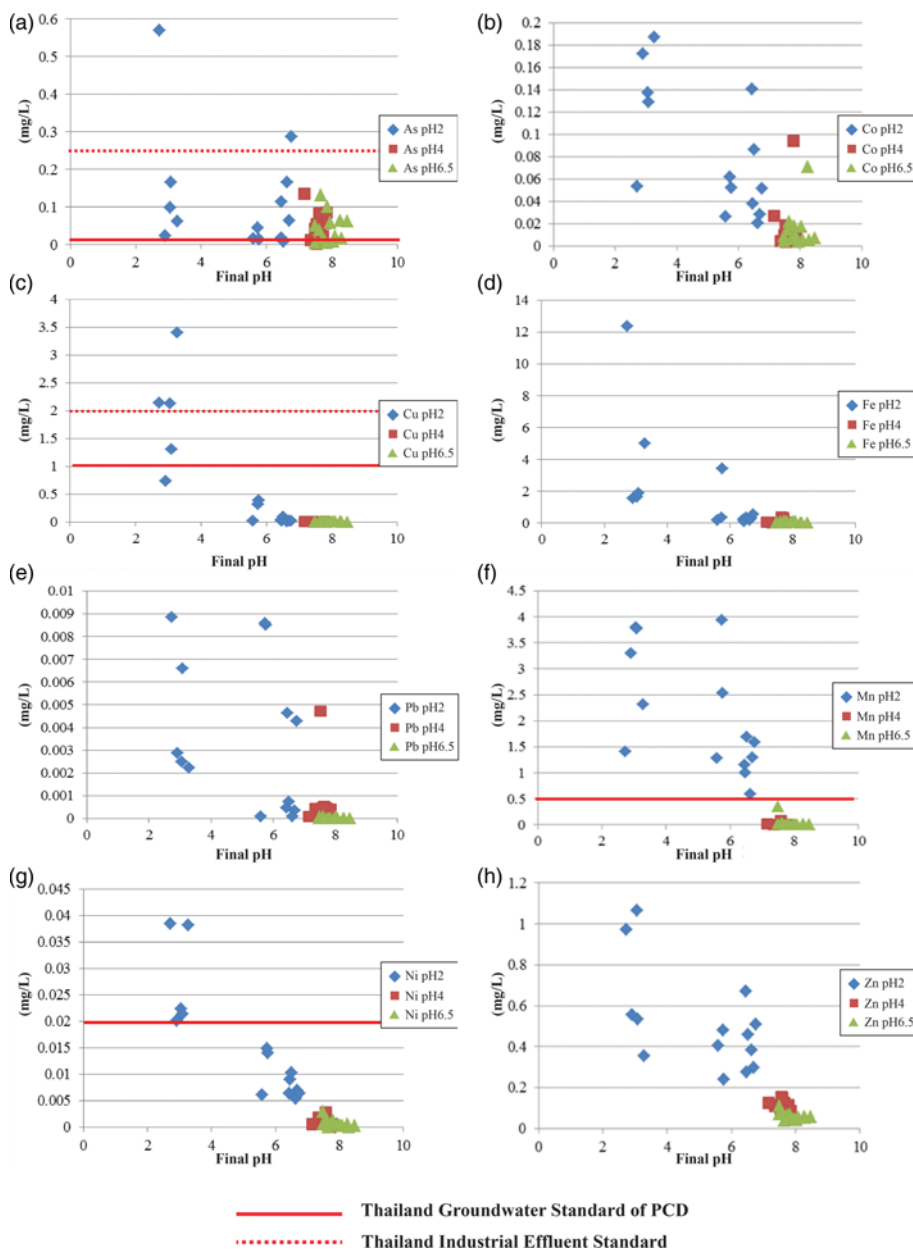 (a)
0.6
0.5
0.4
0.3
0.2
0.1
0
(mg/L)
0 2 4 6 8 10
Final pH
As pH2
As pH4
As pH6.5
(b)
0.2
0.18
0.16
0.14
0.12
0.1
0.08
0.06
0.04
0.02
0
(mg/L)
0 2 4 6 8 10
Final pH
Co pH2
Co pH4
Co pH6.5
(c)
4
3.5
3
2.5
2
1.5
1
0.5
0
(mg/L)
0 2 4 6 8 10
Final pH
Cu pH2
Cu pH4
Cu pH6.5
(d)
14
12
10
8
6
4
2
0
(mg/L)
0 2 4 6 8 10
Final pH
Fe pH2
Fe pH4
Fe pH6.5
(e)
0.01
0.009
0.007
0.006
0.005
0.003
0.002
0.001
0
(mg/L)
0 2 4 6 8 10
Final pH
Pb pH2
Pb pH4
Pb pH6.5
(f)
4.5
4
3.5
3
2.5
2
1.5
1
0.5
0
(mg/L)
0 2 4 6 8 10
Final pH
Mn pH2
Mn pH4
Mn pH6.5
(g)
0.045
0.04
0.035
0.03
0.025
0.02
0.015
0.01
0.005
0
(mg/L)
0 2 4 6 8 10
Final pH
Ni pH2
Ni pH4
Ni pH6.5
(h)
1.2
1
0.8
0.6
0.4
0.2
0
(mg/L)
0 2 4 6 8 10
Final pH
Zn pH2
Zn pH4
Zn pH6.5
Thailand Groundwater Standard of PCD
Thailand Industrial Effluent Standard